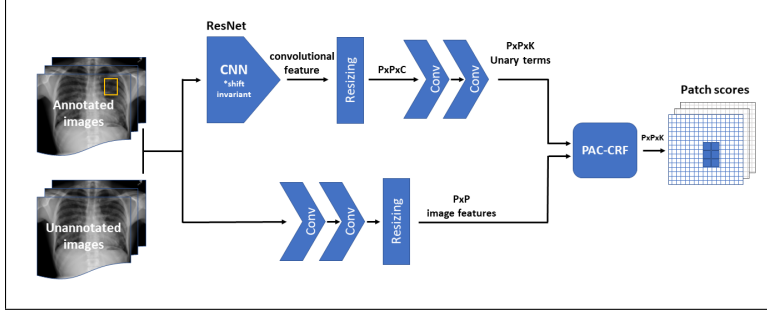 ResNet
CNN
*shift
invariant
convolutional
feature
Resizing
PxPxC
Conv
Conv
PxPxK
Unary terms
Annotated
images
Unannotated
images
Conv
Conv
Resizing
PxP
image features
PAC-CRF
PxPxK
Patch scores